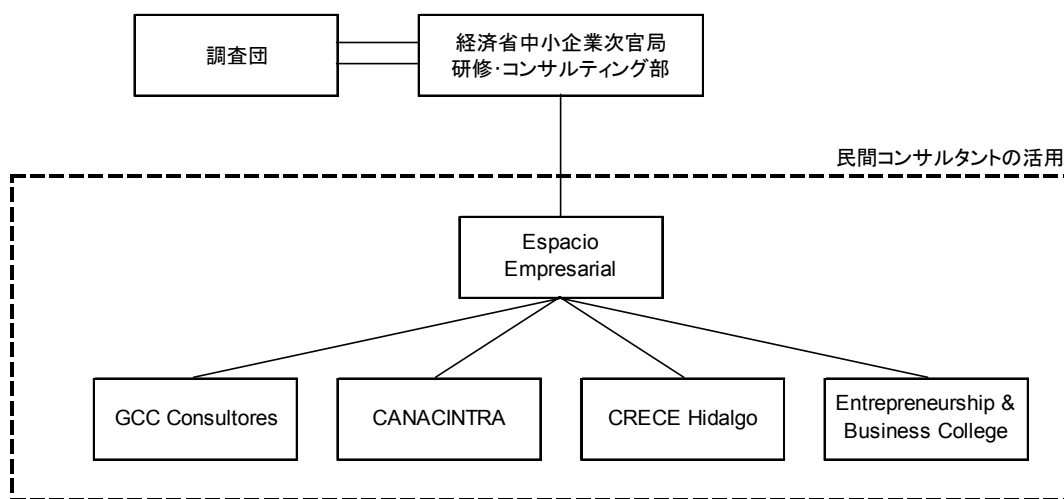 調査団
経済省中小企業次官局
研修・コンサルティング部
民間コンサルタントの活用
Espacio
Empresarial
GCC Consultores
CANACINTRA
CRECE Hidalgo
Entrepreneurship &
Business College